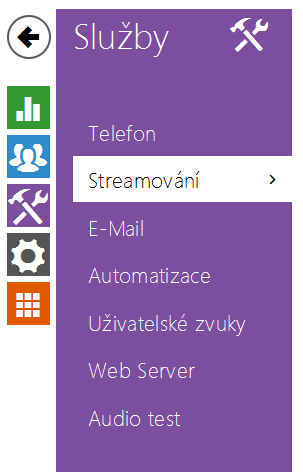 Služby
Telefon
Streamování
E-Mail
Automatizace
Uživatelské zvuky
Web Server
Audio test